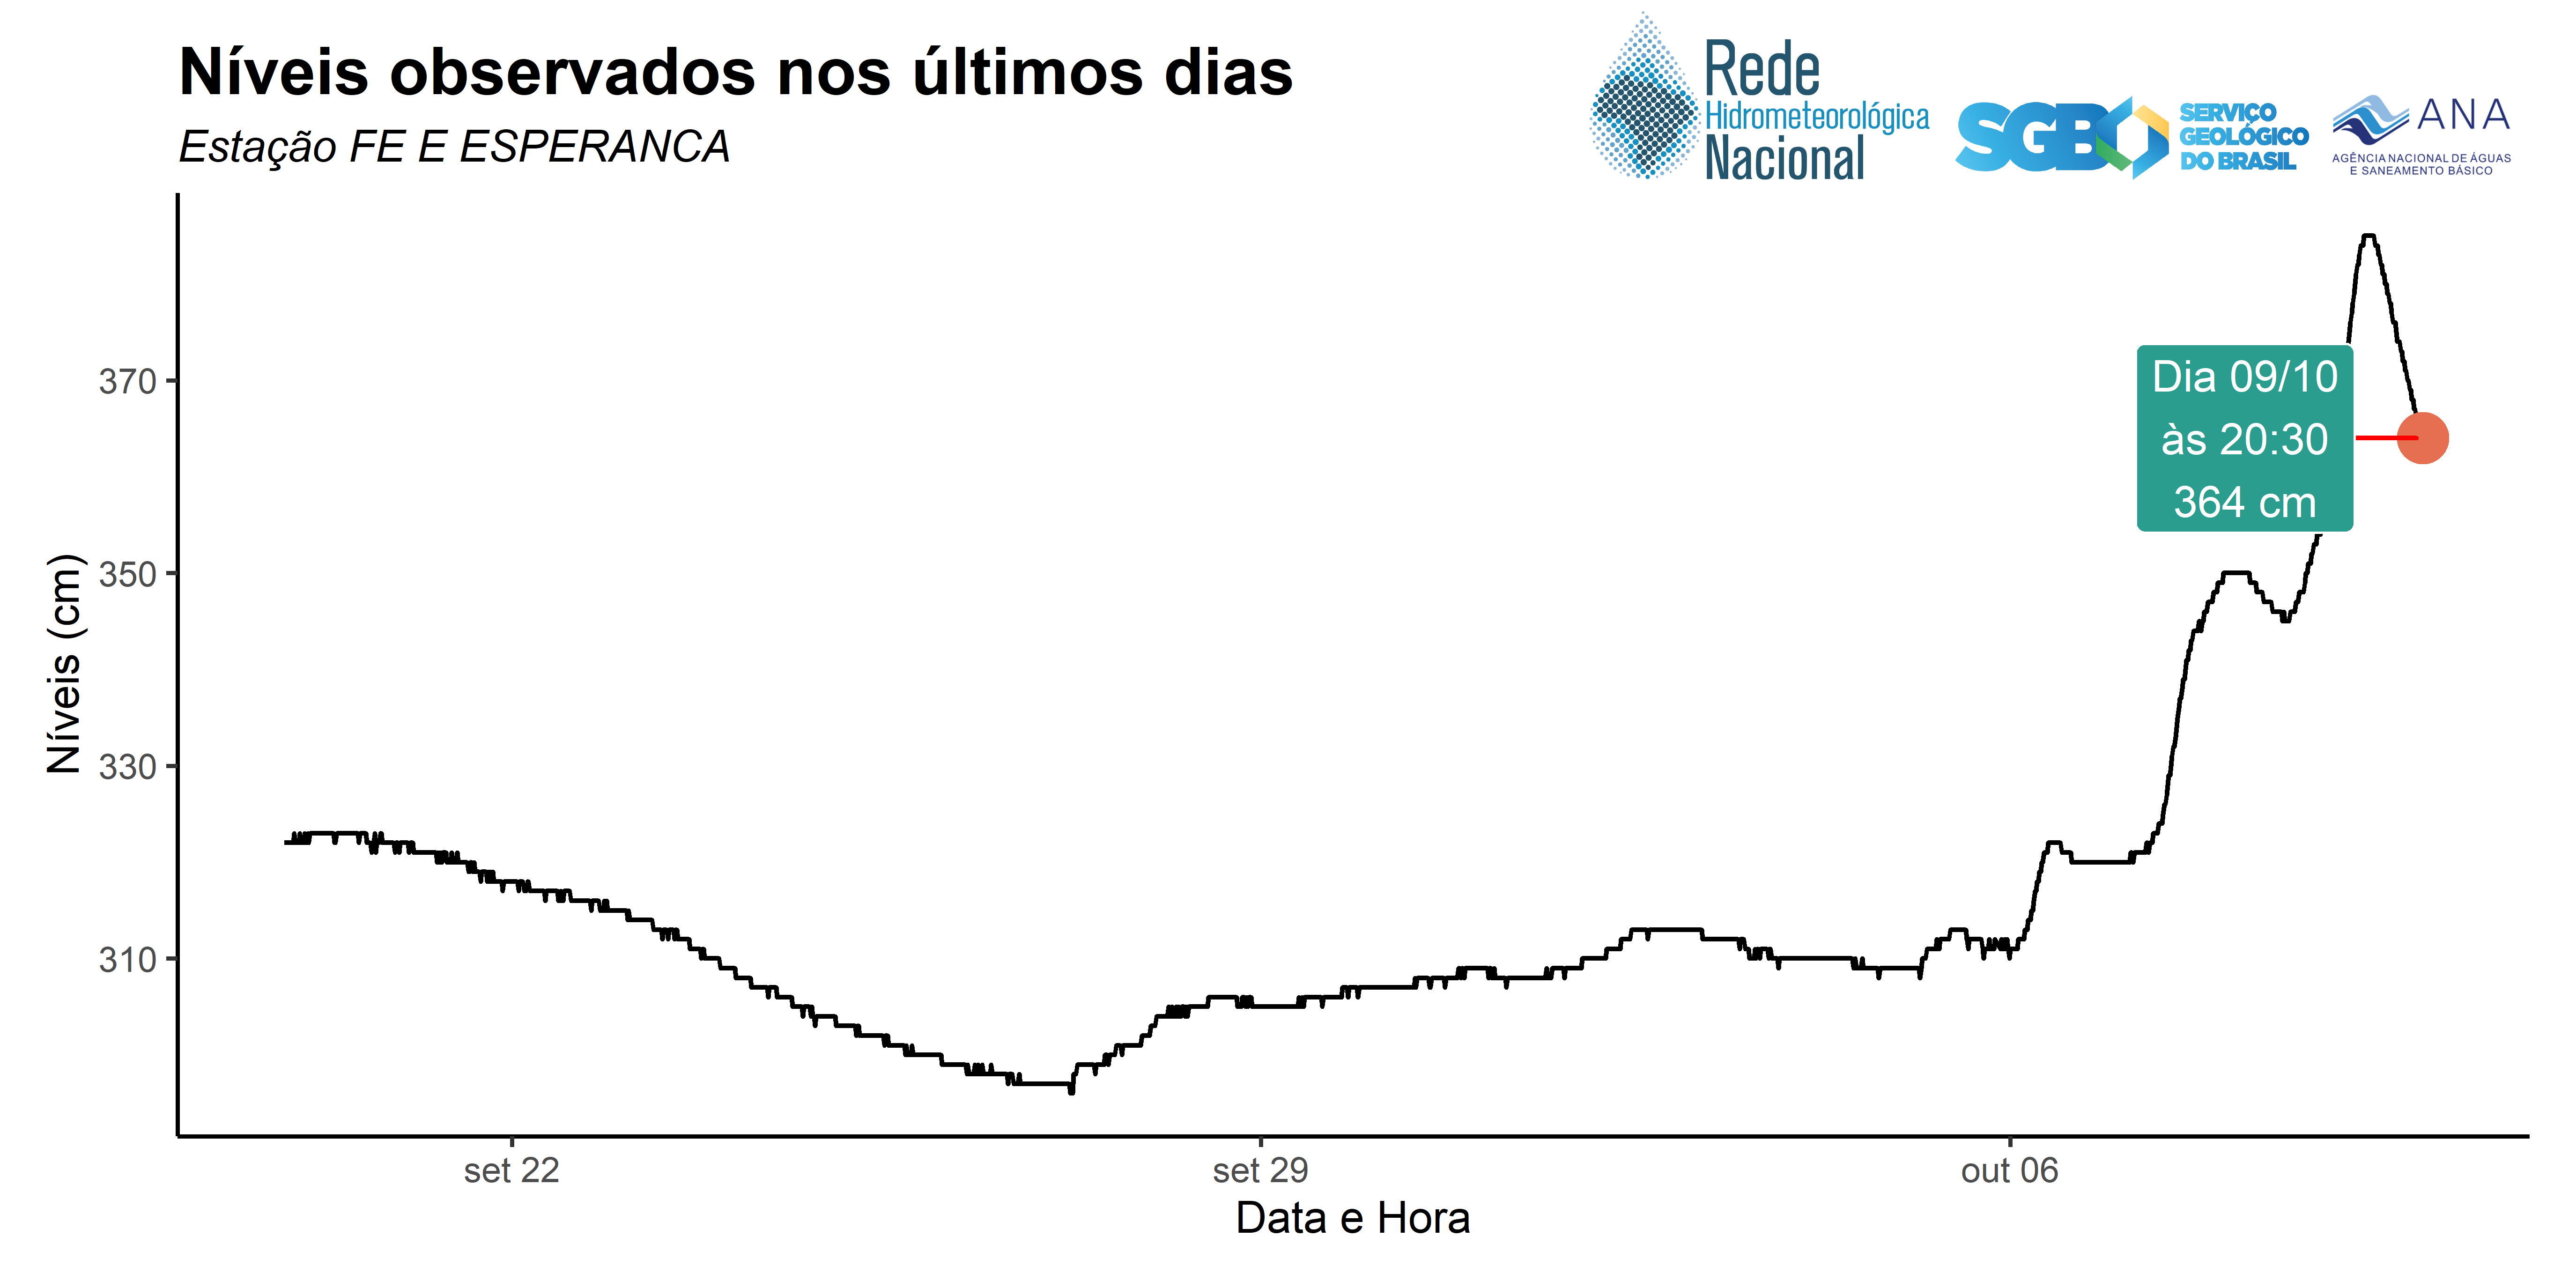 Níveis observados nos últimos dias
Estação FE E ESPERANCA
Rede
Hidrometeorológica
Nacional
SGB
SERVIÇO
GEOLÓGICO
DO BRASIL
ANA
AGÊNCIA NACIONAL DE ÁGUAS
E SANEAMENTO BÁSICO
Níveis (cm)
370
350
330
310
Dia 09/10
às 20:30
364 cm
set 22
set 29
out 06
Data e Hora